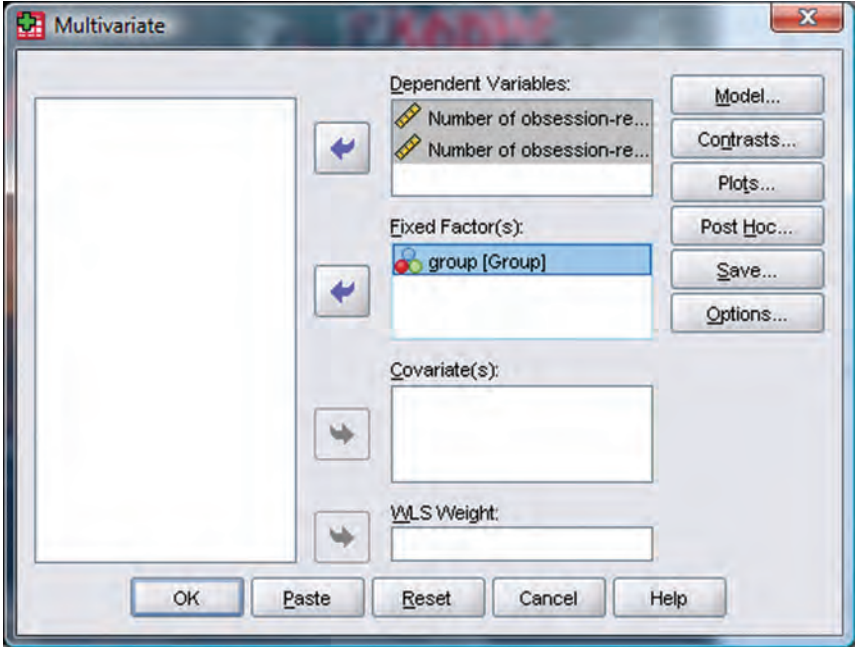 Multivariate
Dependent Variables:
Number of obsession-re...
Number of obsession-re...
Fixed Factor(s):
group [Group]
Covariate(s):
WLS Weight:
Model...
Contrasts...
Plots...
Post Hoc...
Save...
Options...
OK Paste Reset Cancel Help